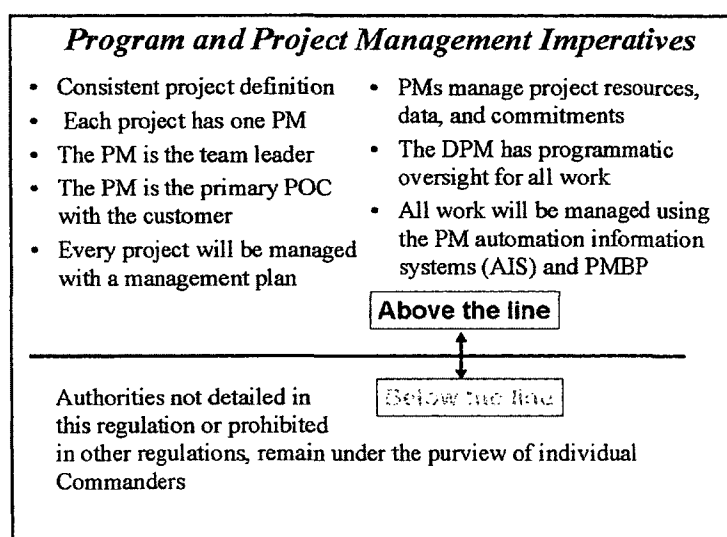 Program and Project Management Imperatives
• Consistent project definition
• Each project has one PM
• The PM is the team leader
• The PM is the primary POC
with the customer
• Every project will be managed
with a management plan
• PMs manage project resources,
data, and commitments
• The DPM has programmatic
oversight for all work
• All work will be managed using
the PM automation information
systems (AIS) and PMBP
Above the line
Below the line
Authorities not detailed in
this regulation or prohibited
in other regulations, remain under the purview of individual
Commanders